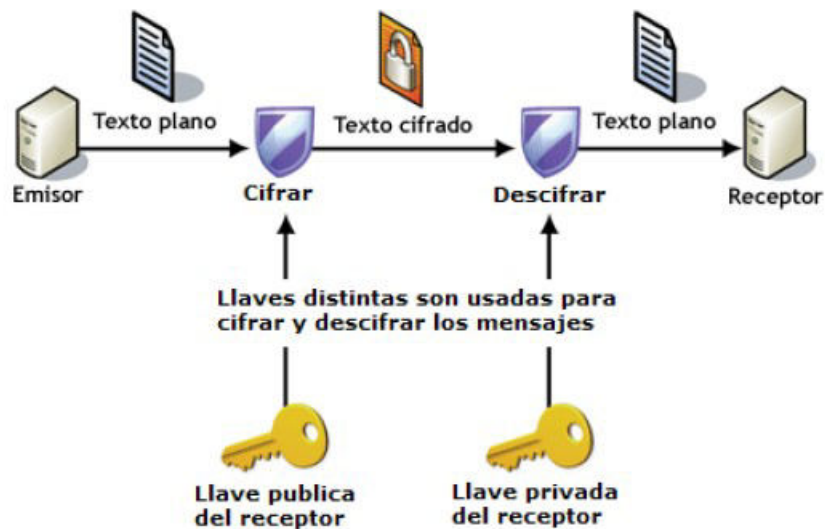 Texto plano
Texto cifrado
Texto plano
Emisor
Cifrar
Descifrar
Receptor
Llaves distintas son usadas para
cifrar y descifrar los mensajes
Llave publica
del receptor
Llave privada
del receptor